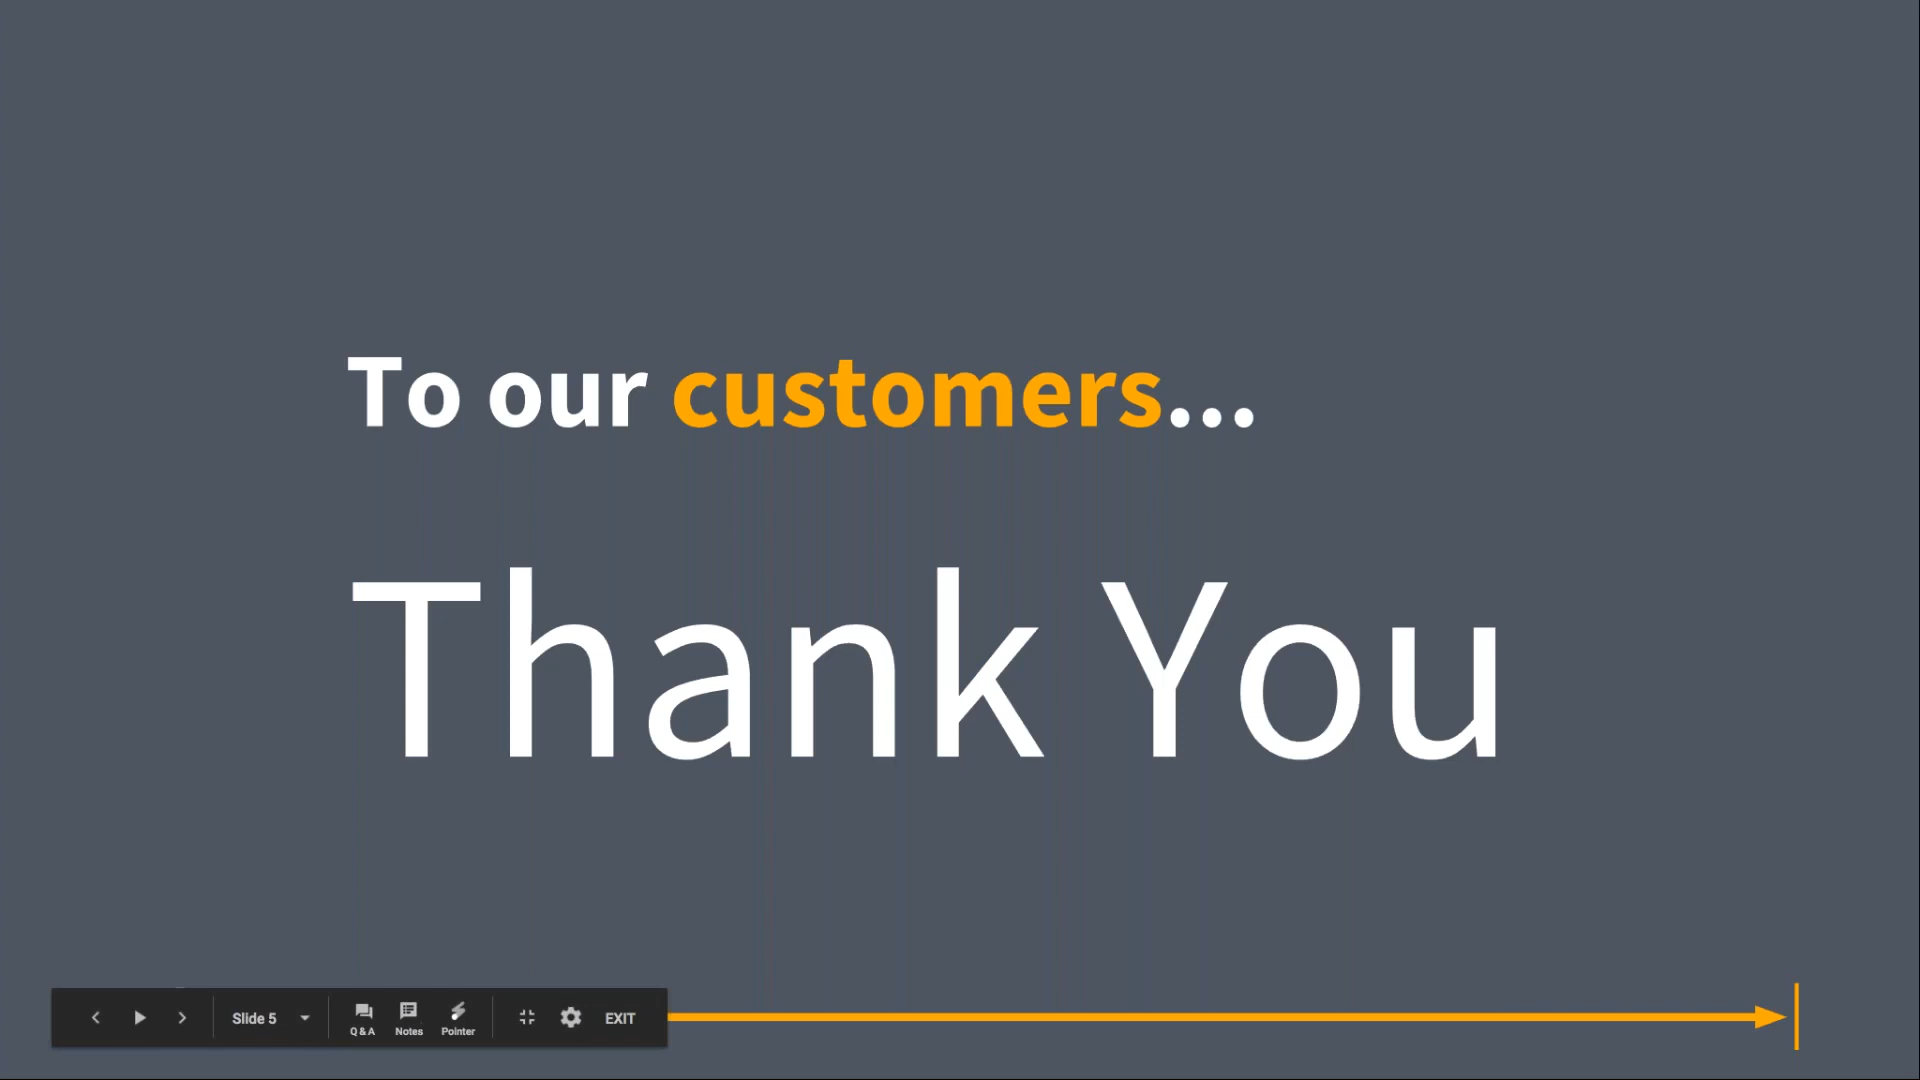 To our customers...
Thank You
Slide 5
Q & A
Notes
Pointer
EXIT